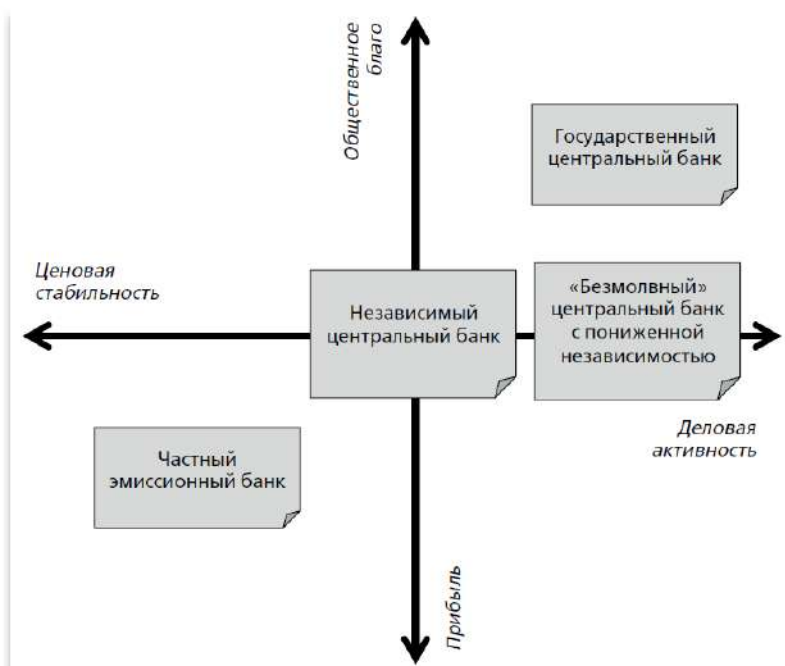 Общественное
благо
Государственный
центральный банк
Ценовая
стабильность
Независимый
центральный банк
«Безмолвный»
центральный банк
с пониженной
независимостью
Деловая
активность
Частный
эмиссионный банк
Прибыль